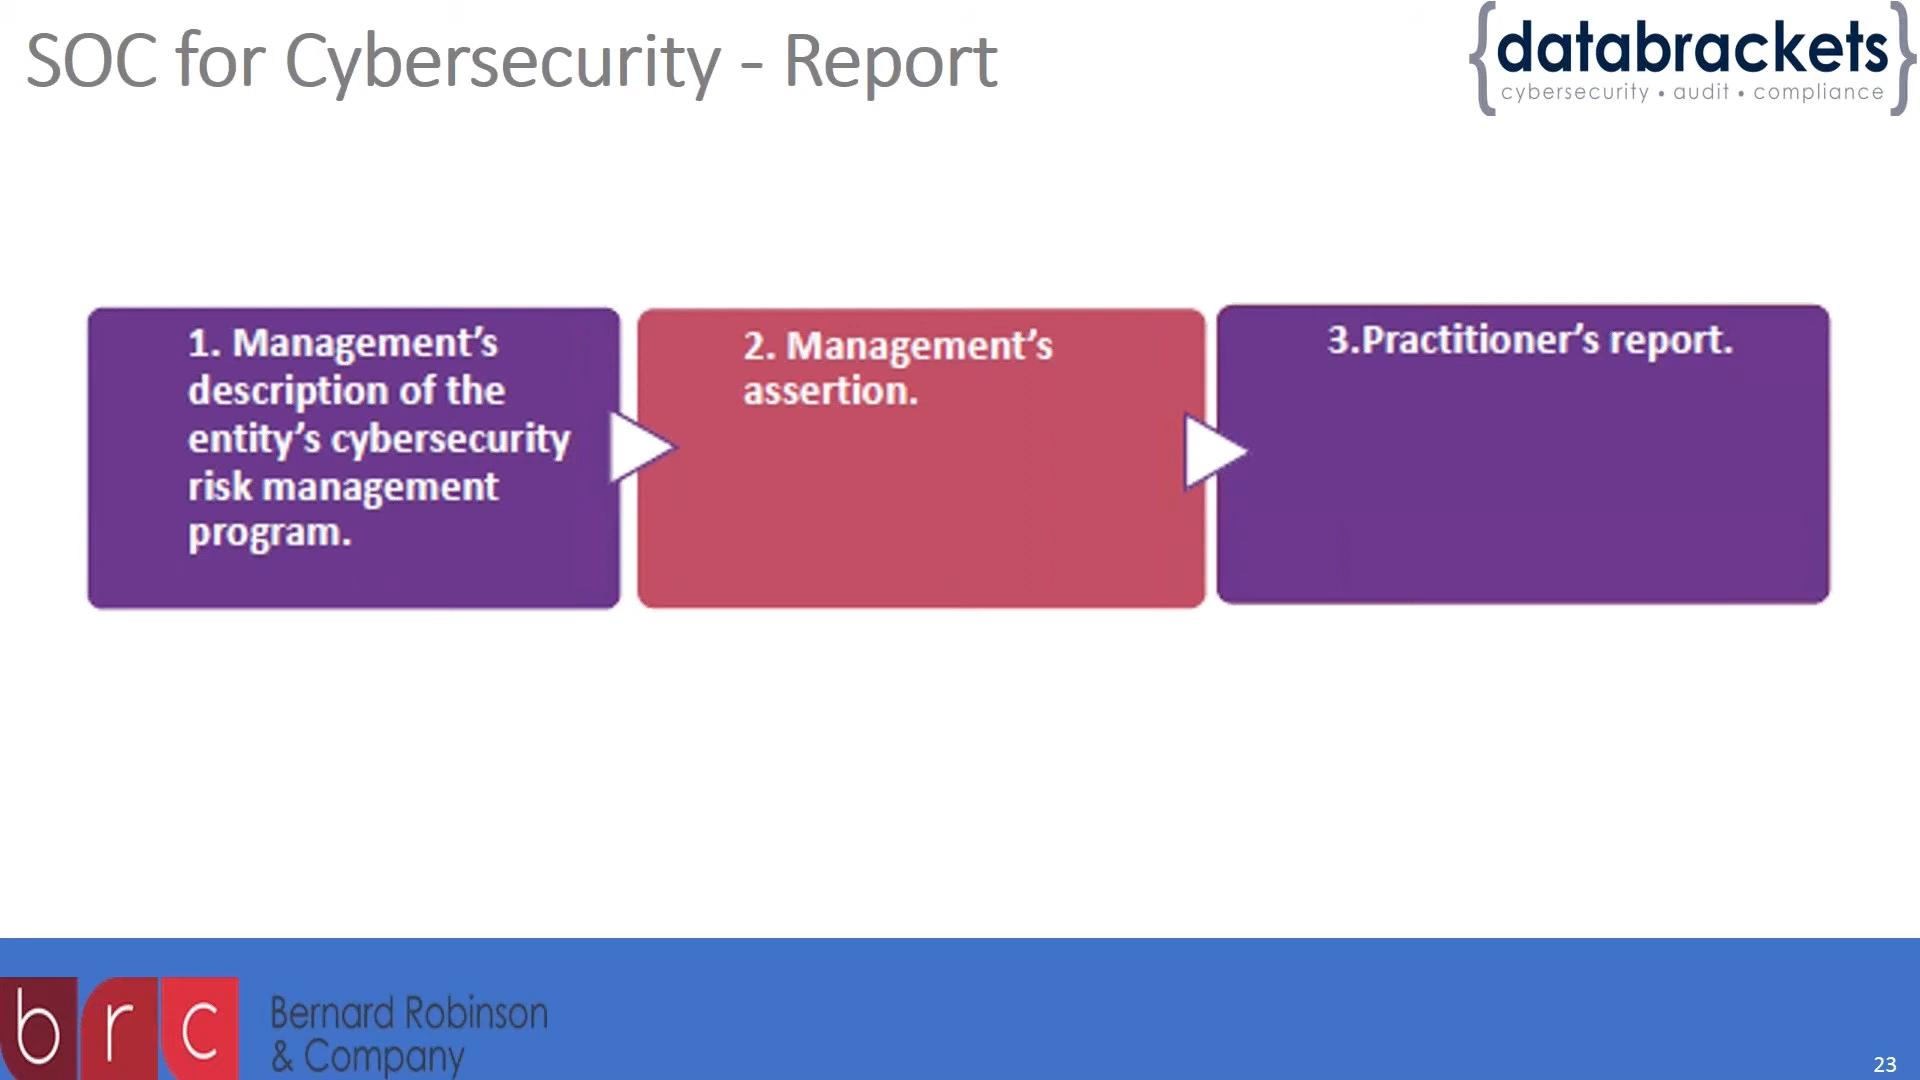 SOC for Cybersecurity - Report
{databrackets}
cybersecurity • audit • compliance
1. Management’s
description of the
entity’s cybersecurity
risk management
program.
2. Management’s
assertion.
3.Practitioner’s report.
brc
Bernard Robinson
& Company
23